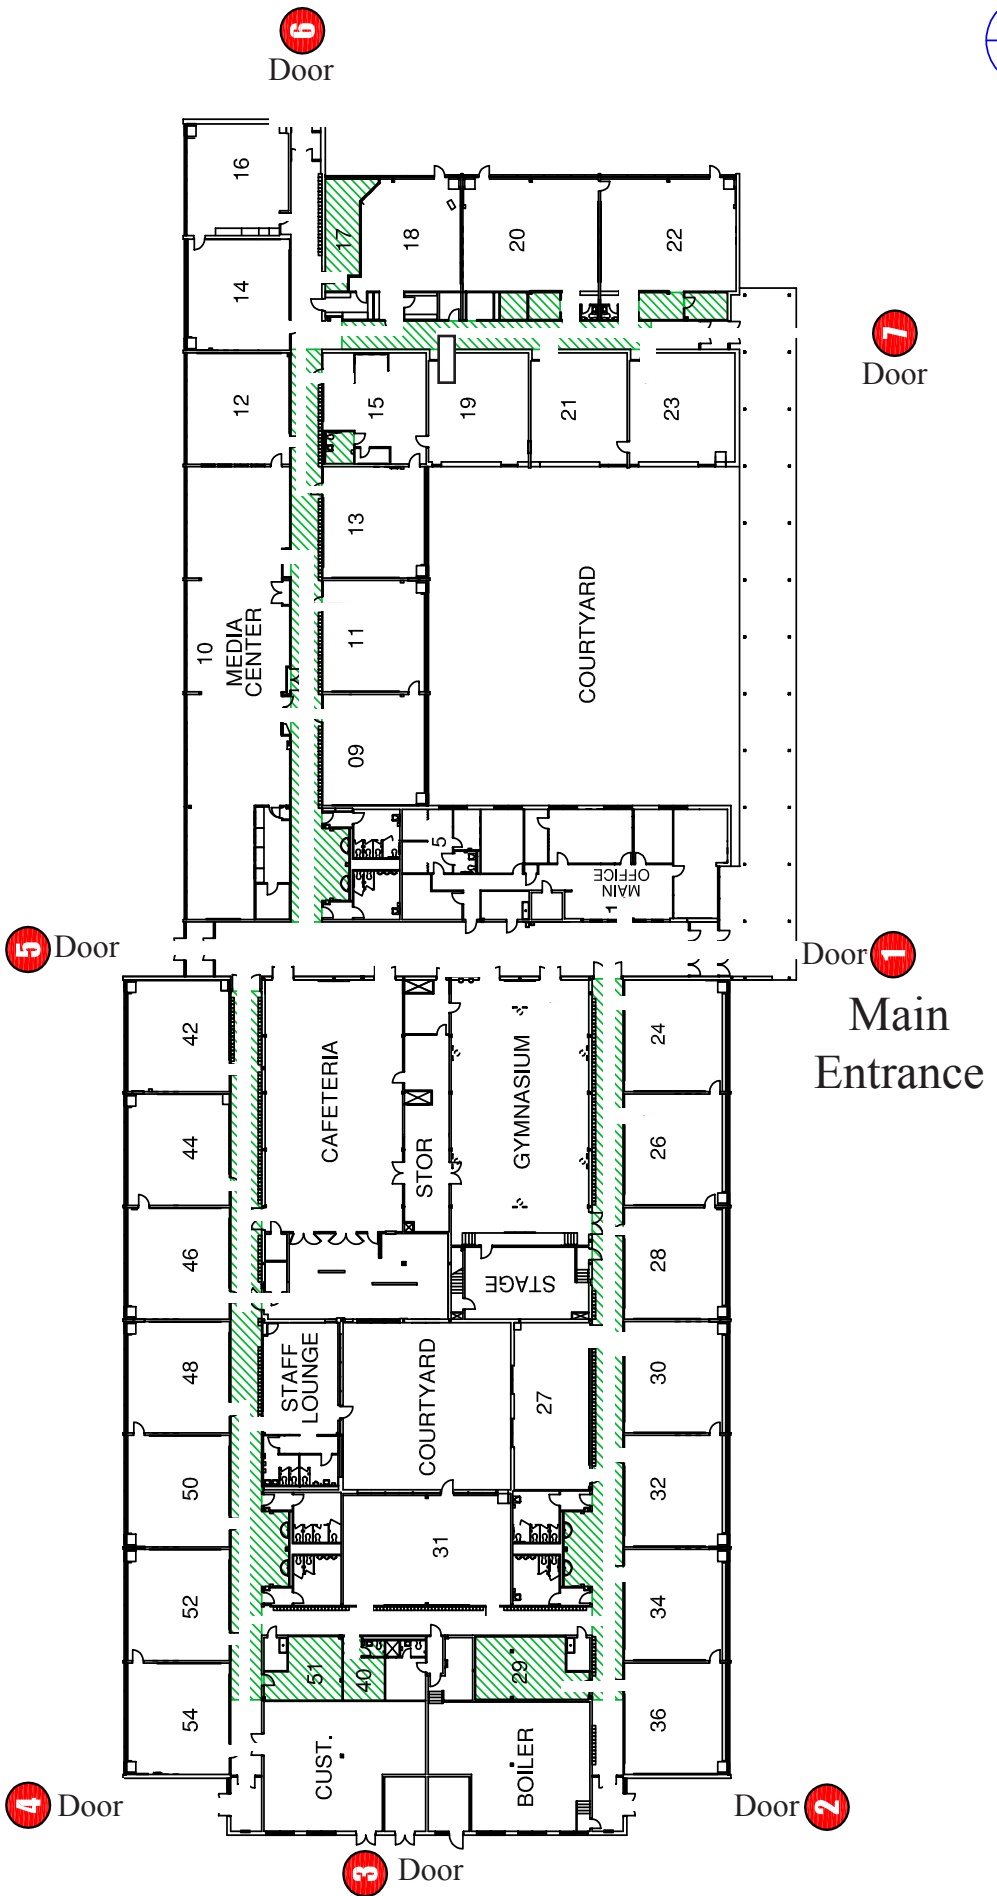 6
Door
16
17
18
20
22
14
7
Door
12
15
19
21
23
13
10
MEDIA
CENTER
COURTYARD
11
09
5
MAIN
OFFICE
1
5
Door
Door
1
Main
Entrance
42
CAFETERIA
GYMNASIUM
24
44
STOR
26
46
STAGE
28
48
STAFF
LOUNGE
COURTYARD
27
30
50
31
32
52
34
51
40
29
54
CUST.
BOILER
36
4
Door
Door
2
3
Door